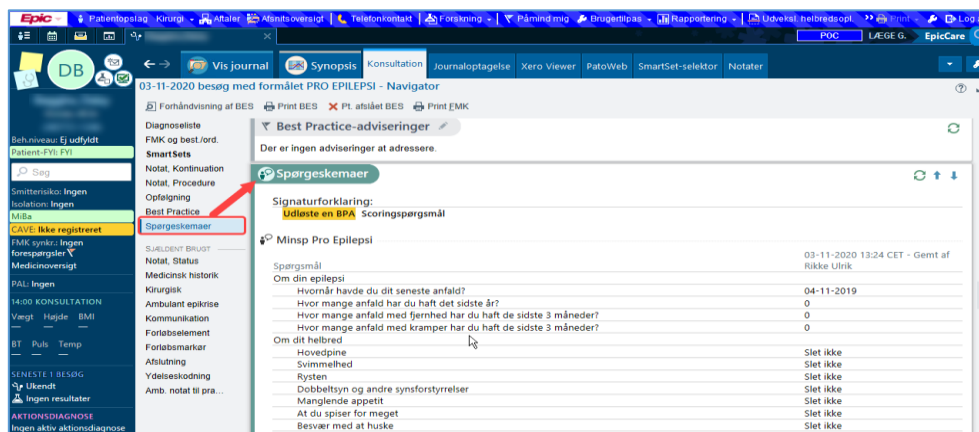 Epic Patientopslag Kirurgi Aftaler Afsnitsoversigt Telefonkontakt Forskning Påmind mig Brugertilpas Rapportering Udveksl. helbredsopl. Print Log
POC LÆGE G. EpicCare
DB
Vis journal Synopsis Konsultation Journaloptagelse Xero Viewer PatoWeb SmartSet-selektor Notater
03-11-2020 besøg med formålet PRO EPILEPSI - Navigator
Forhåndvisning af BES Print BES Pt. afslået BES Print FMK
Beh.niveau: Ej udfyldt
Patient-FYI: FYI
Søg
Smitterisiko: Ingen
Isolation: Ingen
MiBa
CAVE: Ikke registreret
FMK synkr.: Ingen
forespørgsler
Medicinoversigt
PAL: Ingen
14:00 KONSULTATION
Vægt Højde BMI
— — —
BT Puls Temp
— — —
SENESTE I BESØG
Ukendt
Ingen resultater
AKTIONSDIAGNOSE
Ingen aktiv aktionsdiagnose
Diagnoseliste
FMK og best./ord.
SmartSets
Notat, Kontinuation
Notat, Procedure
Opfølgning
Best Practice
Spørgeskemaer
SJÆLDENT BRUGT
Notat, Status
Medicinsk historik
Kirurgisk
Ambulant epikrise
Kommunikation
Forløbselement
Forløbsmarkør
Afslutning
Ydelseskodning
Amb. notat til pra...
Best Practice-adviseringer
Der er ingen adviseringer at adressere.
Spørgeskemaer
Signaturforklaring:
Udløste en BPA Scoringspørgsmål
Minsp Pro Epilepsi
03-11-2020 13:24 CET - Gemt af
Spørgsmål Rikke Ulrik
Om din epilepsi
Hvornår havde du dit seneste anfald? 04-11-2019
Hvor mange anfald har du haft det sidste år? 0
Hvor mange anfald med fjernhed har du haft de sidste 3 måneder? 0
Hvor mange anfald med kramper har du haft de sidste 3 måneder? 0
Om dit helbred
Hovedpine Slet ikke
Svimmelhed Slet ikke
Rysten Slet ikke
Dobbeltsyn og andre synsforstyrrelser Slet ikke
Manglende appetit Slet ikke
At du spiser for meget Slet ikke
Besvær med at huske Slet ikke